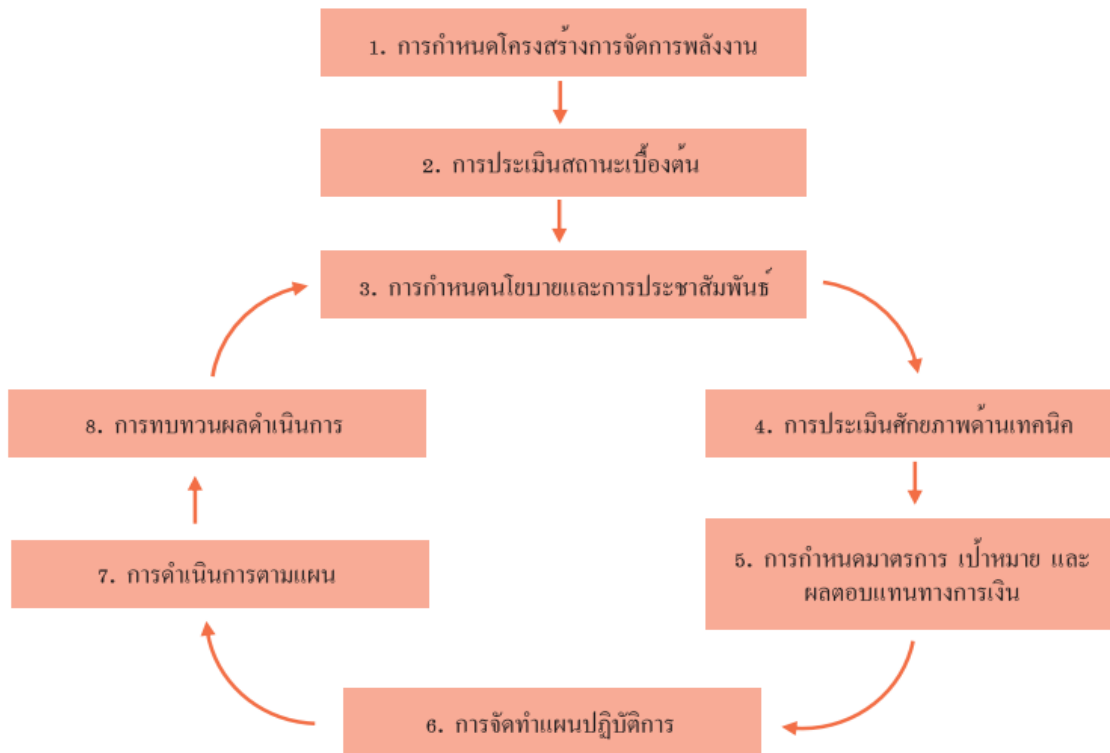 1. การกำหนดโครงสร้างการจัดการพลังงาน
2. การประเมินสถานะเบื้องต้น
3. การกำหนดนโยบายและการประชาสัมพันธ์
4. การประเมินศักยภาพด้านเทคนิค
5. การกำหนดมาตรการ เป้าหมาย และ
ผลตอบแทนทางการเงิน
6. การจัดทำแผนปฏิบัติการ
7. การดำเนินการตามแผน
8. การทบทวนผลดำเนินการ